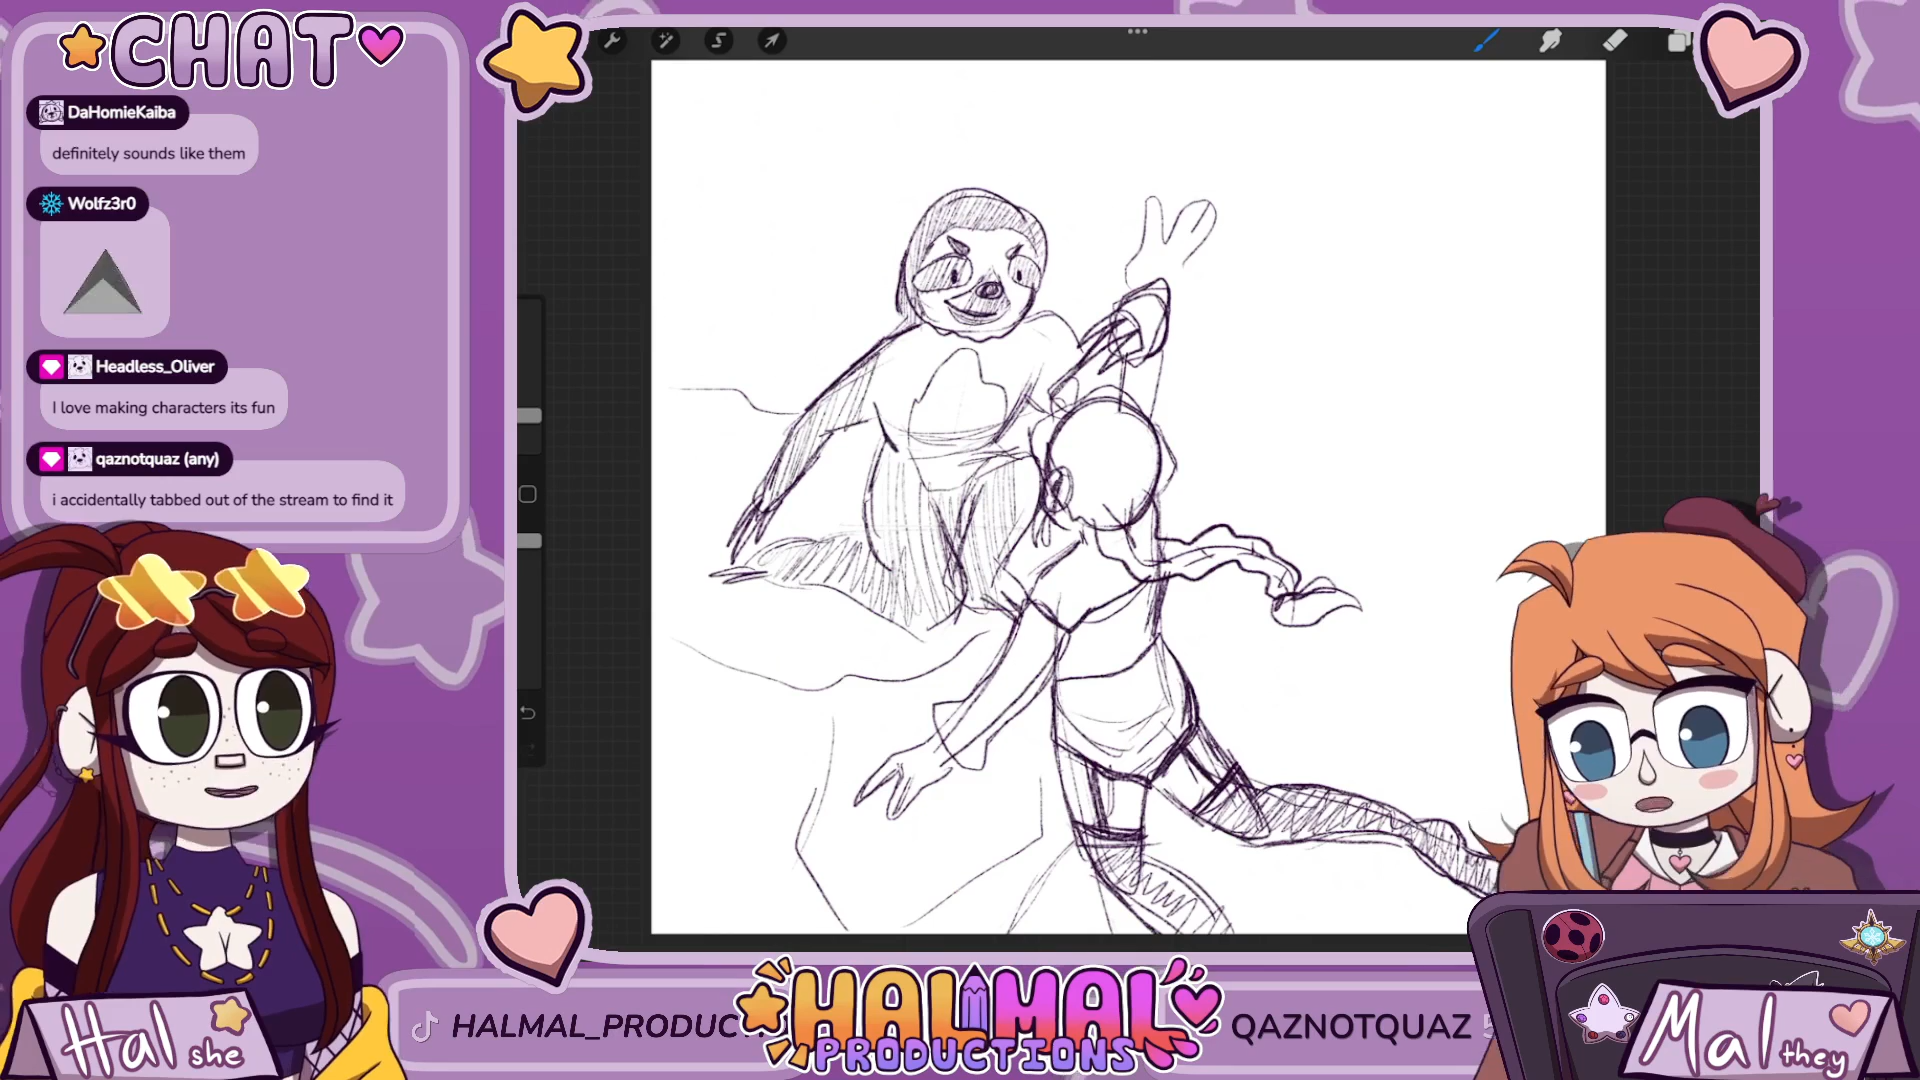 CHAT
DaHomieKaiba
definitely sounds like them
Wolfz3r0
Headless_Oliver
I love making characters its fun
qaznotquaz (any)
i accidentally tabbed out of the stream to find it
Hal she
HALMAL_PRODUC
HALMAL
PRODUCTIONS
QAZNOTQUAZ
Mal they